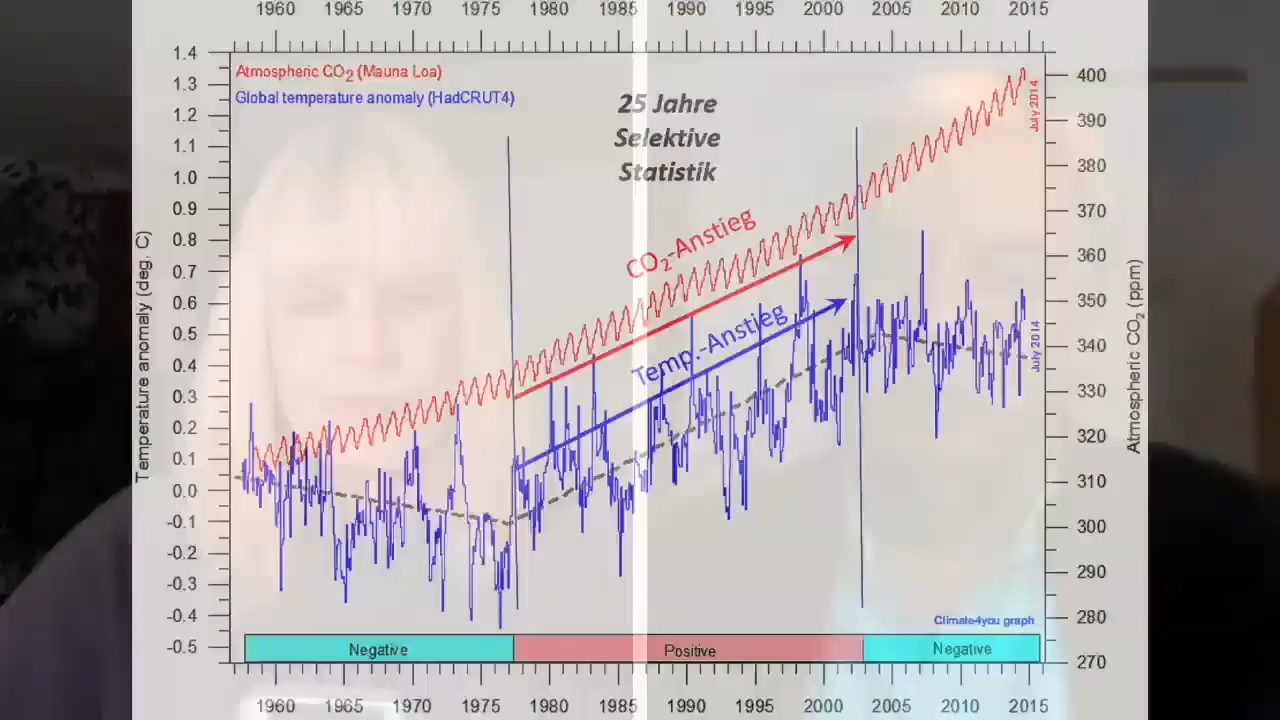 1960 1965 1970 1975 1980 1985 1990 1995 2000 2005 2010 2015
1.4
1.3
1.2
1.1
1.0
0.9
0.8
0.7
0.6
0.5
0.4
0.3
0.2
0.1
0.0
-0.1
-0.2
-0.3
-0.4
-0.5
Temperature anomaly (deg. C)
Atmospheric CO2 (Mauna Loa)
Global temperature anomaly (HadCRUT4)
25 Jahre
Selektive
Statistik
CO2-Anstieg
Temp.-Anstieg
July 2014
July 2014
Climate4you graph
Negative
Positive
Negative
400
390
380
370
360
350
340
330
320
310
300
290
280
270
Atmospheric CO2 (ppm)
1960 1965 1970 1975 1980 1985 1990 1995 2000 2005 2010 2015